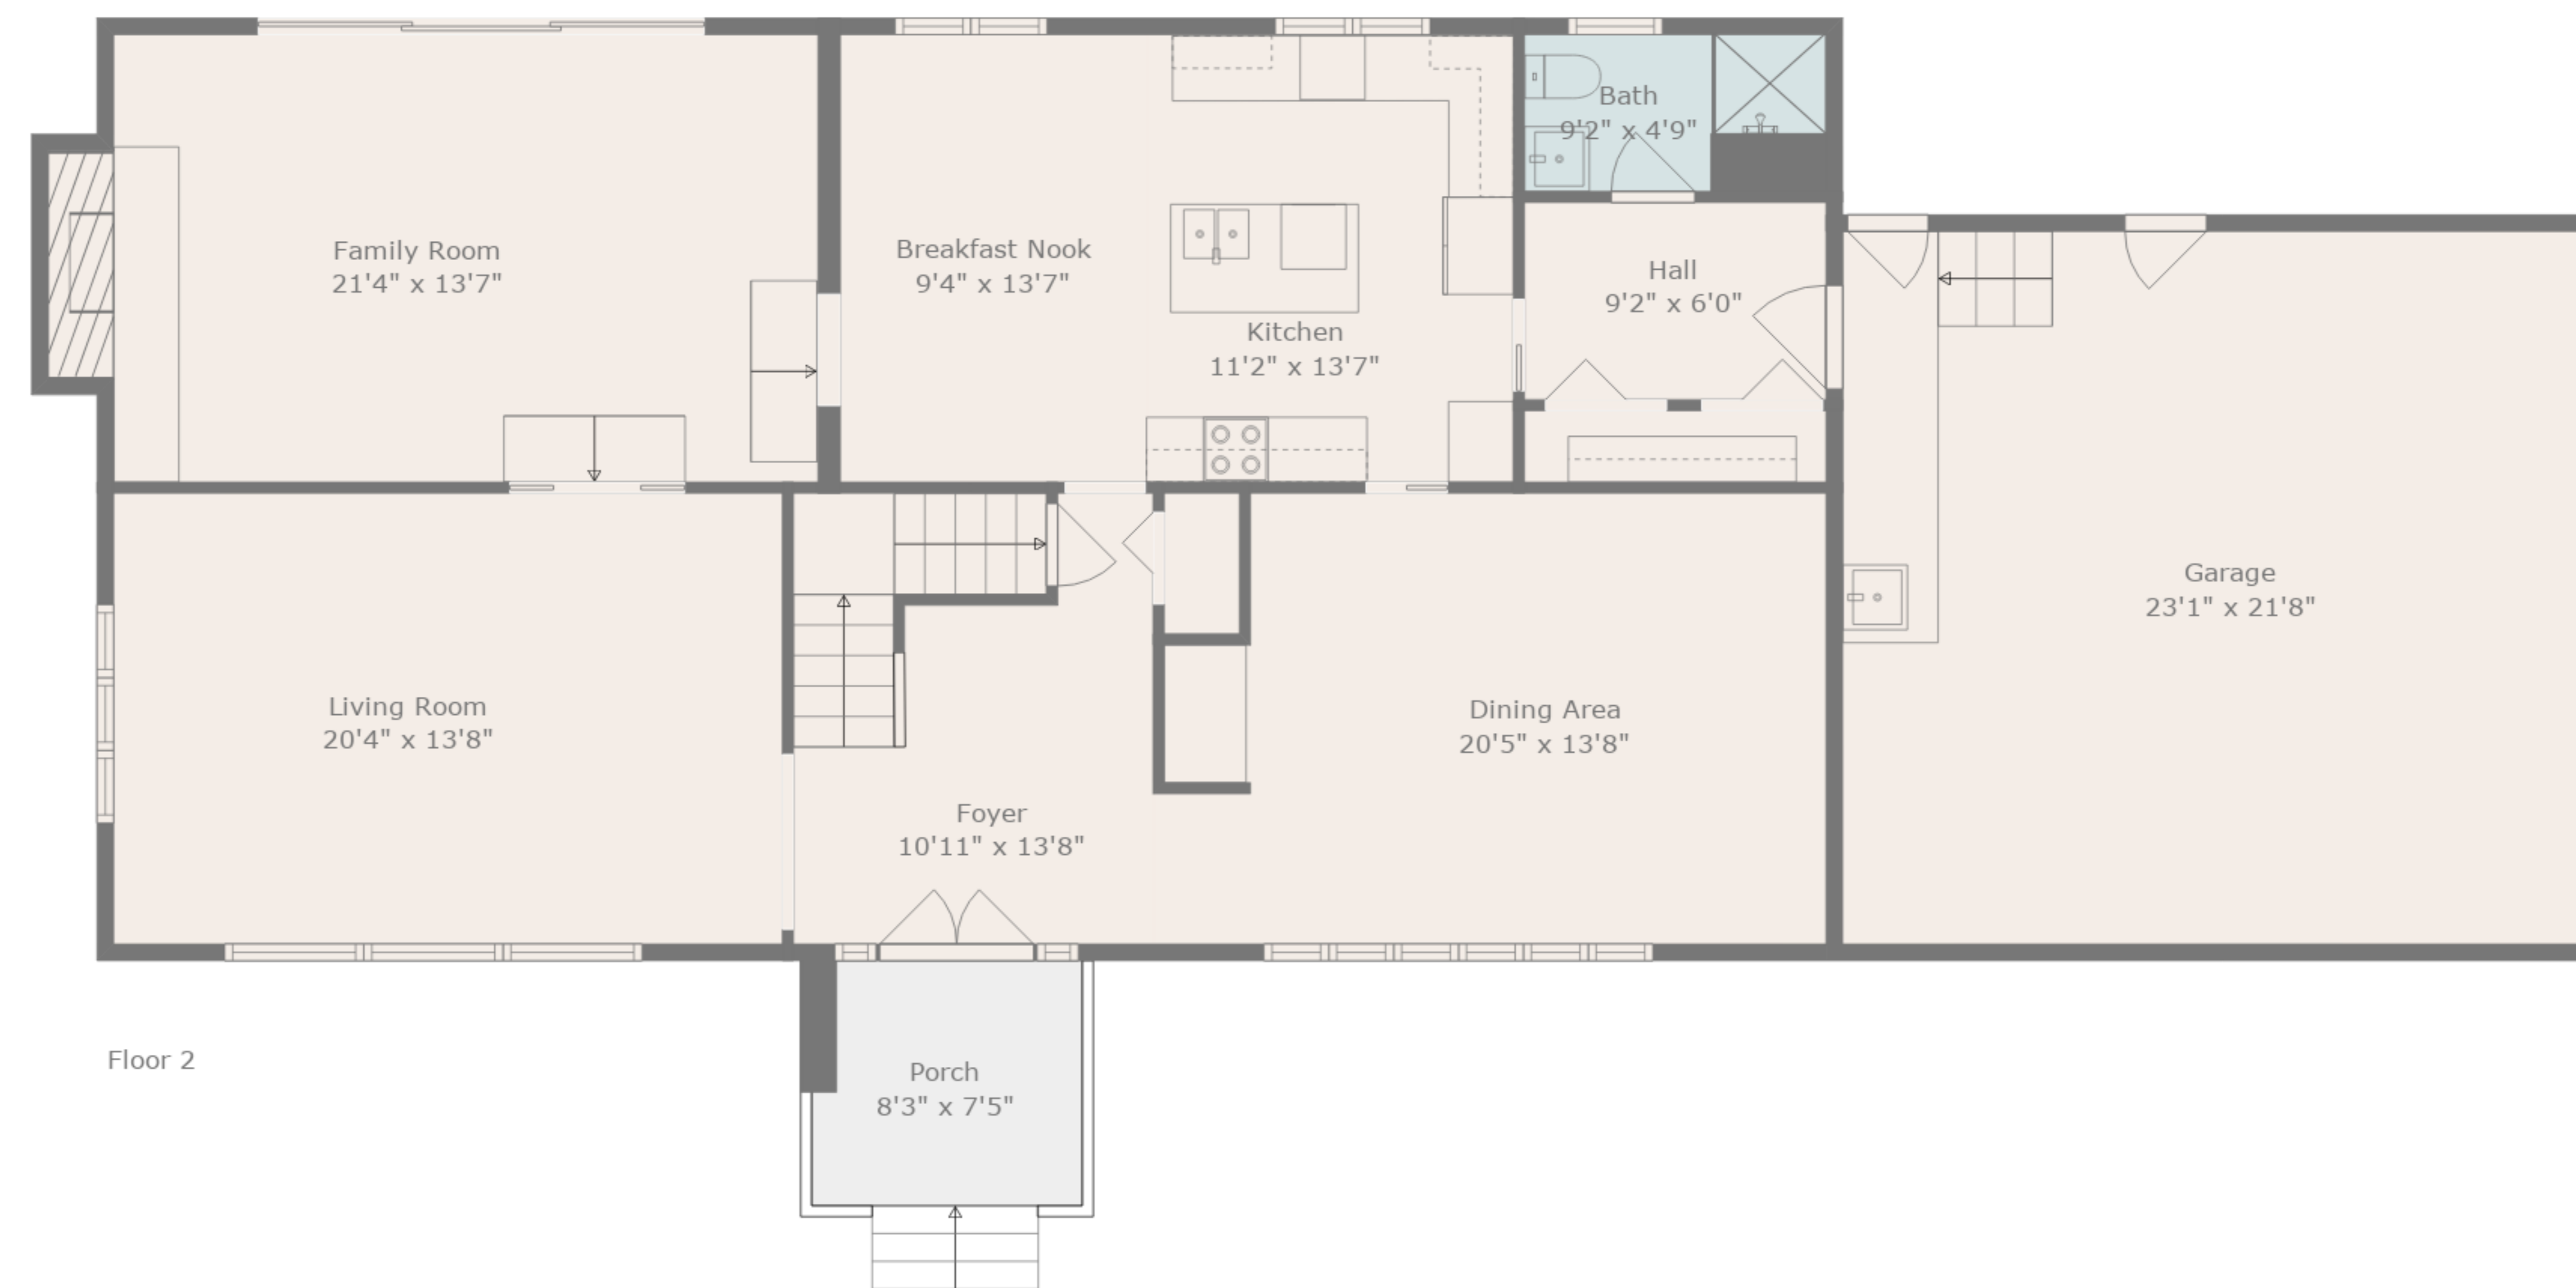 Family Room
21'4" x 13'7"
Breakfast Nook
9'4" x 13'7"
Kitchen
11'2" x 13'7"
Bath
9'2" x 4'9"
Hall
9'2" x 6'0"
Garage
23'1" x 21'8"
Living Room
20'4" x 13'8"
Foyer
10'11" x 13'8"
Dining Area
20'5" x 13'8"
Porch
8'3" x 7'5"
Floor 2